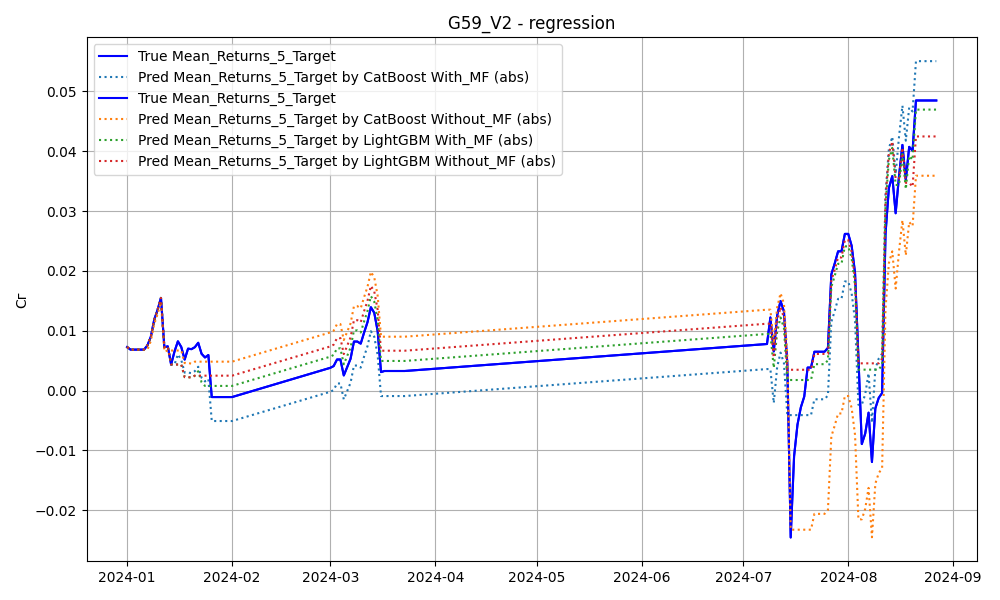 G59_V2 - regression
True Mean_Returns_5_Target
Pred Mean_Returns_5_Target by CatBoost With_MF (abs)
True Mean_Returns_5_Target
Pred Mean_Returns_5_Target by CatBoost Without_MF (abs)
Pred Mean_Returns_5_Target by LightGBM With_MF (abs)
Pred Mean_Returns_5_Target by LightGBM Without_MF (abs)
0.05
0.04
0.03
0.02
0.01
0.00
−0.01
−0.02
Cr
2024-01 2024-02 2024-03 2024-04 2024-05 2024-06 2024-07 2024-08 2024-09